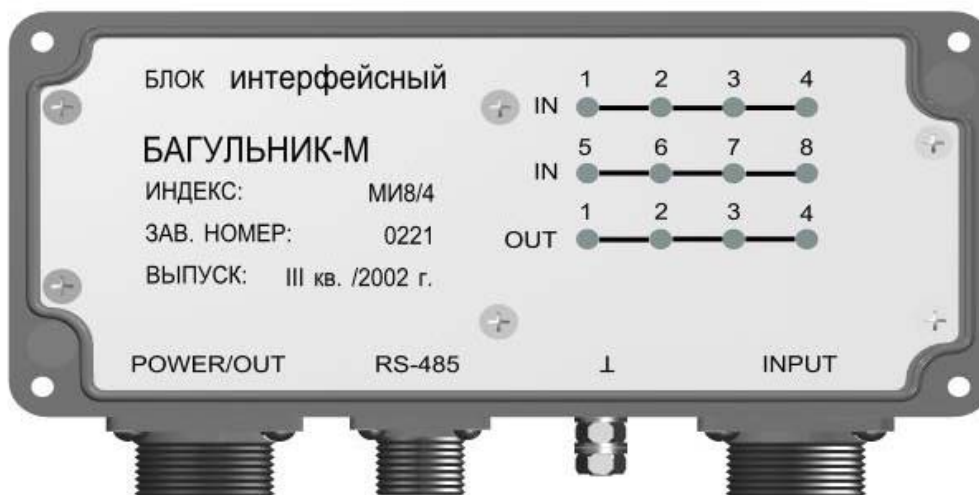 БЛОК интерфейсный
БАГУЛЬНИК-М
ИНДЕКС: МИ8/4
ЗАВ. НОМЕР: 0221
ВЫПУСК: III кв. /2002 г.
1 2 3 4
IN
5 6 7 8
IN
1 2 3 4
OUT
POWER/OUT RS-485 ⊥ INPUT